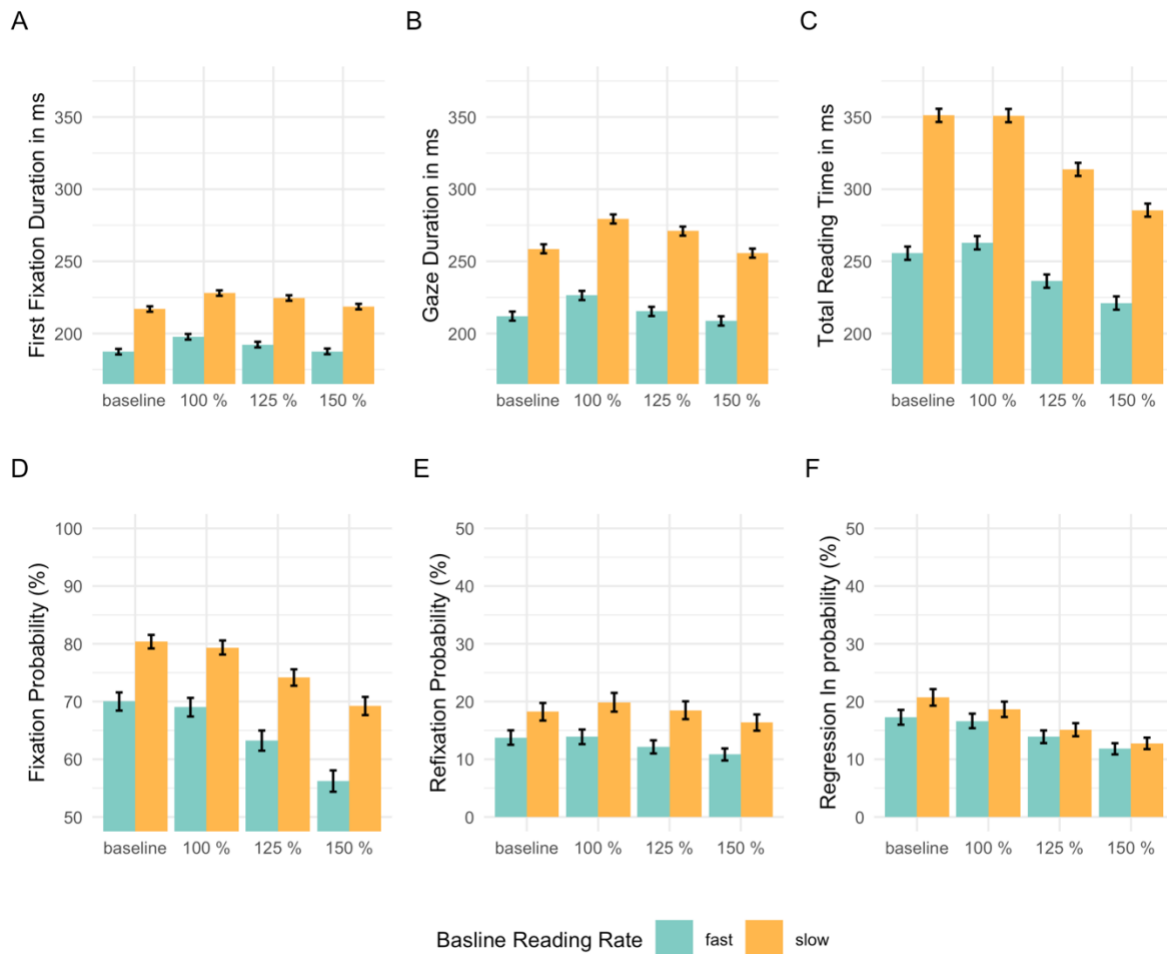 A
B
C
First Fixation Duration in ms
350
300
250
200
baseline 100 % 125 % 150 %
Gaze Duration in ms
350
300
250
200
baseline 100 % 125 % 150 %
Total Reading Time in ms
350
300
250
200
baseline 100 % 125 % 150 %
D
E
F
Fixation Probability (%)
100
90
80
70
60
50
baseline 100 % 125 % 150 %
Refixation Probability (%)
50
40
30
20
10
0
baseline 100 % 125 % 150 %
Regression In probability (%)
50
40
30
20
10
0
baseline 100 % 125 % 150 %
Basline Reading Rate fast slow